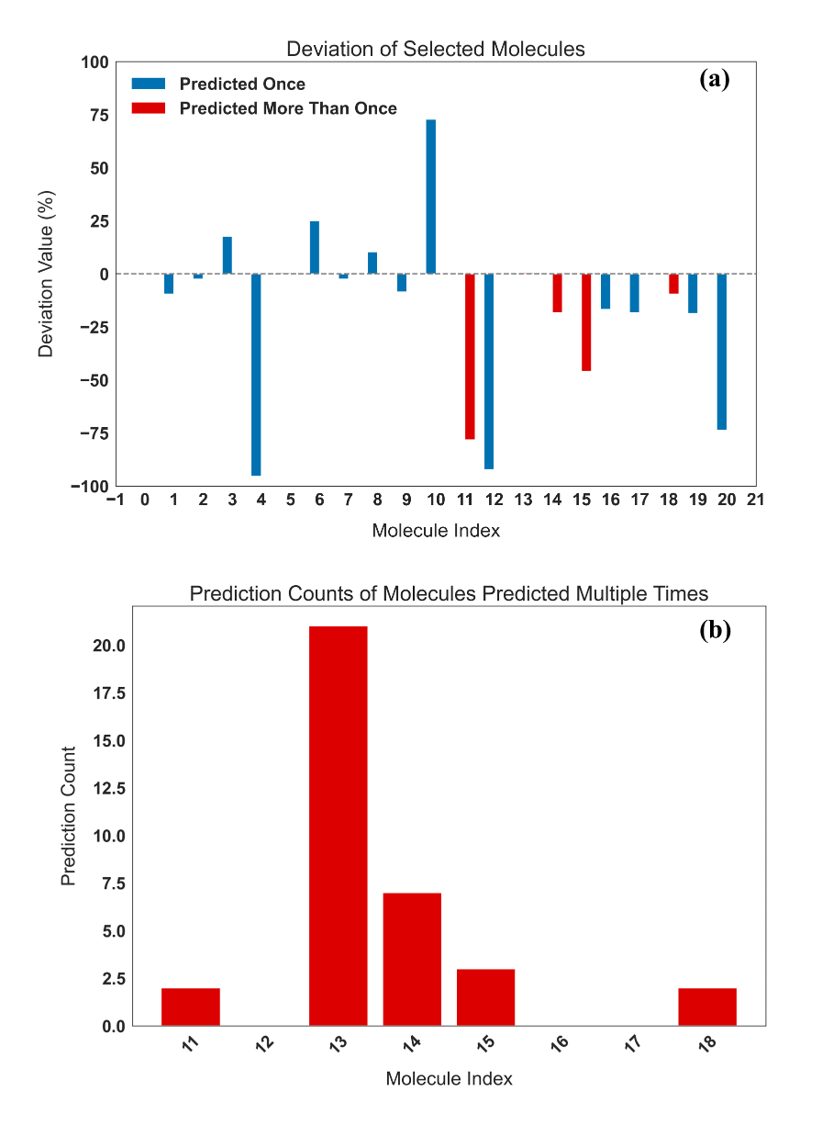 Deviation of Selected Molecules
(a)
Predicted Once
Predicted More Than Once
100
75
50
25
0
−25
−50
−75
−100
Deviation Value (%)
−1 0 1 2 3 4 5 6 7 8 9 10 11 12 13 14 15 16 17 18 19 20 21
Molecule Index
Prediction Counts of Molecules Predicted Multiple Times
(b)
20.0
17.5
15.0
12.5
10.0
7.5
5.0
2.5
0.0
Prediction Count
11 12 13 14 15 16 17 18
Molecule Index